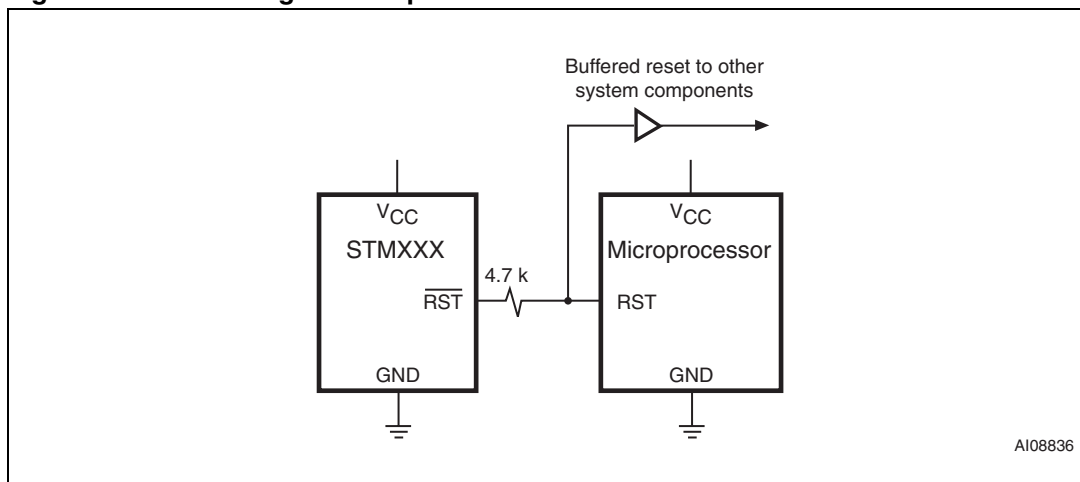 Buffered reset to other
system components
VCC
STMXXX
4.7 k
RST
GND
VCC
Microprocessor
RST
GND
AI08836